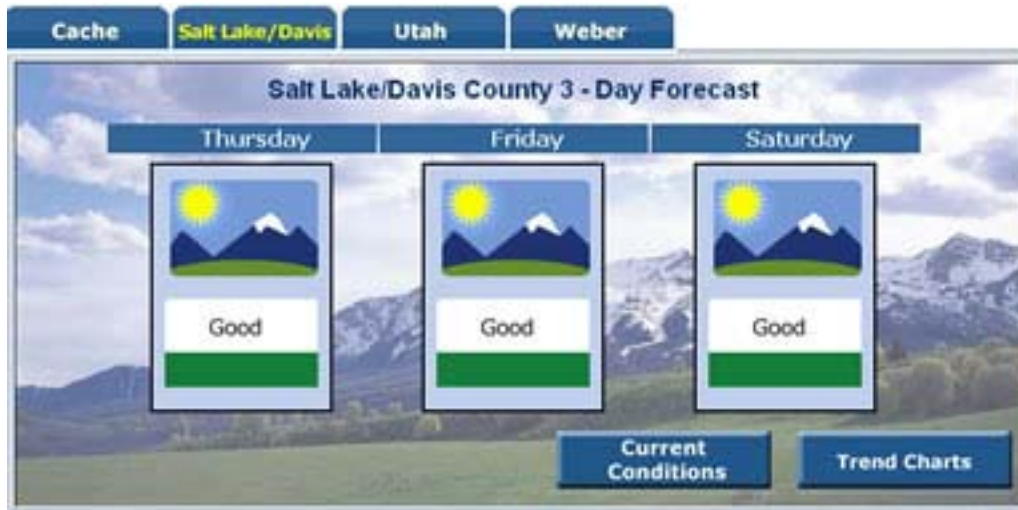 Cache
Salt Lake/Davis
Utah
Weber
Salt Lake/Davis County 3 - Day Forecast
Thursday
Friday
Saturday
Good
Good
Good
Current
Conditions
Trend Charts